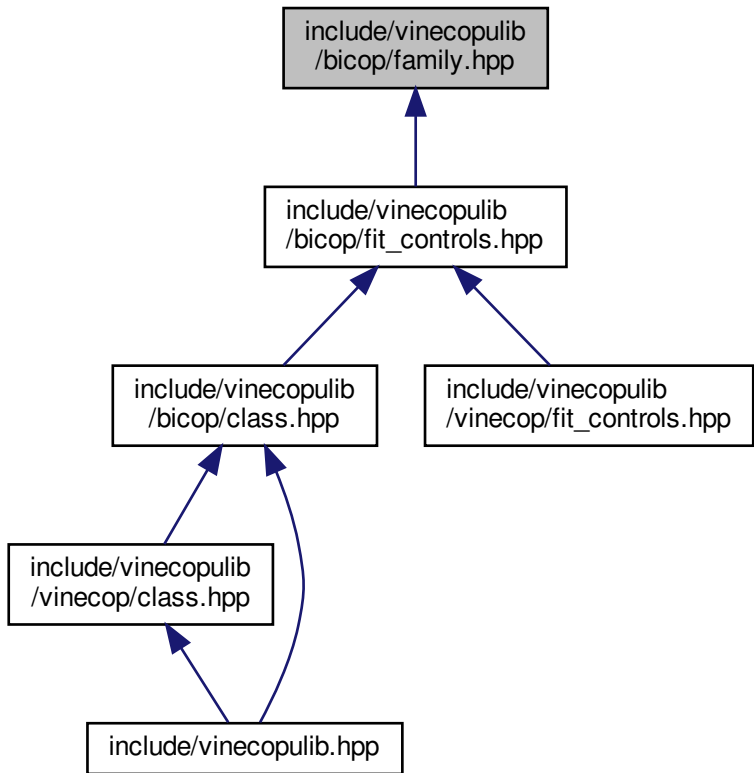 include/vinecopulib
/bicop/family.hpp
include/vinecopulib
/bicop/fit_controls.hpp
include/vinecopulib
/bicop/class.hpp
include/vinecopulib
/vinecop/fit_controls.hpp
include/vinecopulib
/vinecop/class.hpp
include/vinecopulib.hpp